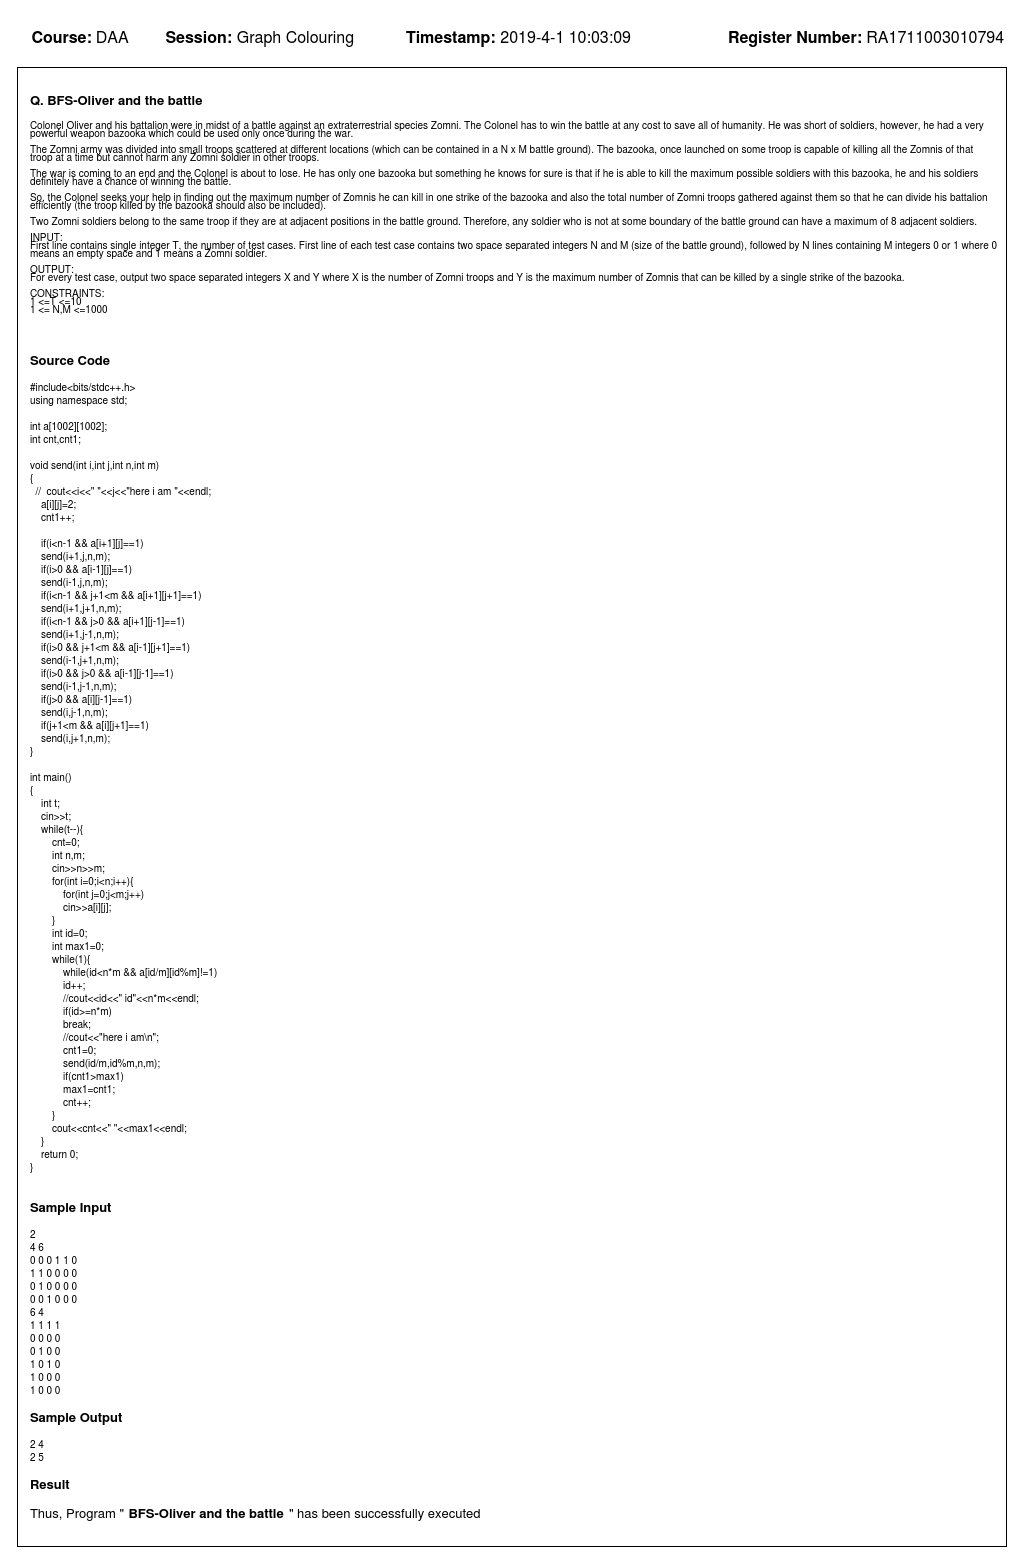 Course: DAA Session: Graph Colouring Timestamp: 2019-4-1 10:03:09 Register Number: RA1711003010794
Q. BFS-Oliver and the battle
Colonel Oliver and his battalion were in midst of a battle against an extraterrestrial species Zomni. The Colonel has to win the battle at any cost to save all of humanity. He was short of soldiers, however, he had a very
powerful weapon bazooka which could be used only once during the war.
The Zomni army was divided into small troops scattered at different locations (which can be contained in a N x M battle ground). The bazooka, once launched on some troop is capable of killing all the Zomnis of that
troop at a time but cannot harm any Zomni soldier in other troops.
The war is coming to an end and the Colonel is about to lose. He has only one bazooka but something he knows for sure is that if he is able to kill the maximum possible soldiers with this bazooka, he and his soldiers
definitely have a chance of winning the battle.
So, the Colonel seeks your help in finding out the maximum number of Zomnis he can kill in one strike of the bazooka and also the total number of Zomni troops gathered against them so that he can divide his battalion
efficiently (the troop killed by the bazooka should also be included).
Two Zomni soldiers belong to the same troop if they are at adjacent positions in the battle ground. Therefore, any soldier who is not at some boundary of the battle ground can have a maximum of 8 adjacent soldiers.
INPUT:
First line contains single integer T, the number of test cases. First line of each test case contains two space separated integers N and M (size of the battle ground), followed by N lines containing M integers 0 or 1 where 0
means an empty space and 1 means a Zomni soldier.
OUTPUT:
For every test case, output two space separated integers X and Y where X is the number of Zomni troops and Y is the maximum number of Zomnis that can be killed by a single strike of the bazooka.
CONSTRAINTS:
1 <=T <=10
1 <= N,M <=1000
Source Code
#include<bits/stdc++.h>
using namespace std;
int a[1002][1002];
int cnt,cnt1;
void send(int i,int j,int n,int m)
{
// cout<<i<<" "<<j<<"here i am "<<endl;
a[i][j]=2;
cnt1++;
if(i<n-1 && a[i+1][j]==1)
send(i+1,j,n,m);
if(i>0 && a[i-1][j]==1)
send(i-1,j,n,m);
if(i<n-1 && j+1<m && a[i+1][j+1]==1)
send(i+1,j+1,n,m);
if(i<n-1 && j>0 && a[i+1][j-1]==1)
send(i+1,j-1,n,m);
if(i>0 && j+1<m && a[i-1][j+1]==1)
send(i-1,j+1,n,m);
if(i>0 && j>0 && a[i-1][j-1]==1)
send(i-1,j-1,n,m);
if(j>0 && a[i][j-1]==1)
send(i,j-1,n,m);
if(j+1<m && a[i][j+1]==1)
send(i,j+1,n,m);
}
int main()
{
int t;
cin>>t;
while(t--){
cnt=0;
int n,m;
cin>>n>>m;
for(int i=0;i<n;i++){
for(int j=0;j<m;j++)
cin>>a[i][j];
}
int id=0;
int max1=0;
while(1){
while(id<n*m && a[id/m][id%m]!=1)
id++;
//cout<<id<<" id"<<n*m<<endl;
if(id>=n*m)
break;
//cout<<"here i am\n";
cnt1=0;
send(id/m,id%m,n,m);
if(cnt1>max1)
max1=cnt1;
cnt++;
}
cout<<cnt<<" "<<max1<<endl;
}
return 0;
}
Sample Input
2
4 6
0 0 0 1 1 0
1 1 0 0 0 0
0 1 0 0 0 0
0 0 1 0 0 0
6 4
1 1 1 1
0 0 0 0
0 1 0 0
1 0 1 0
1 0 0 0
1 0 0 0
Sample Output
2 4
2 5
Result
Thus, Program " BFS-Oliver and the battle " has been successfully executed